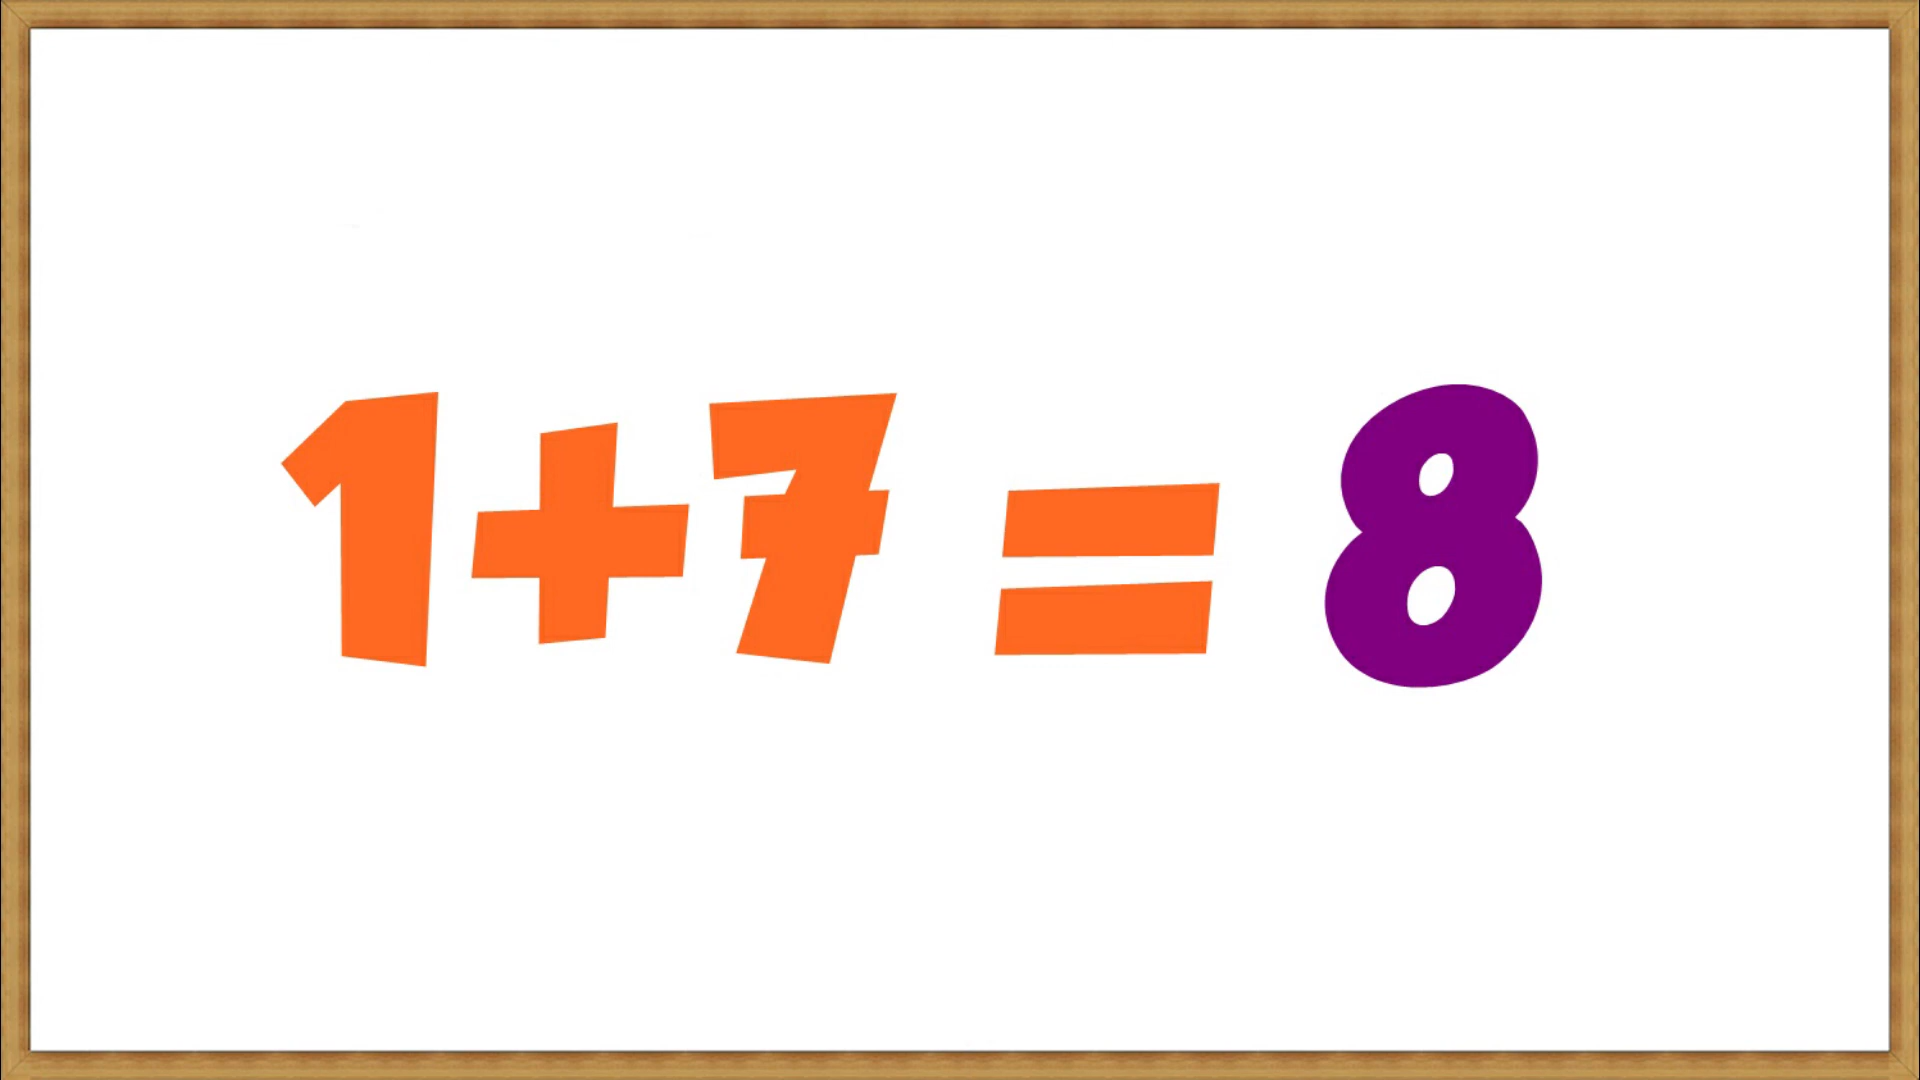 1+7 = 8